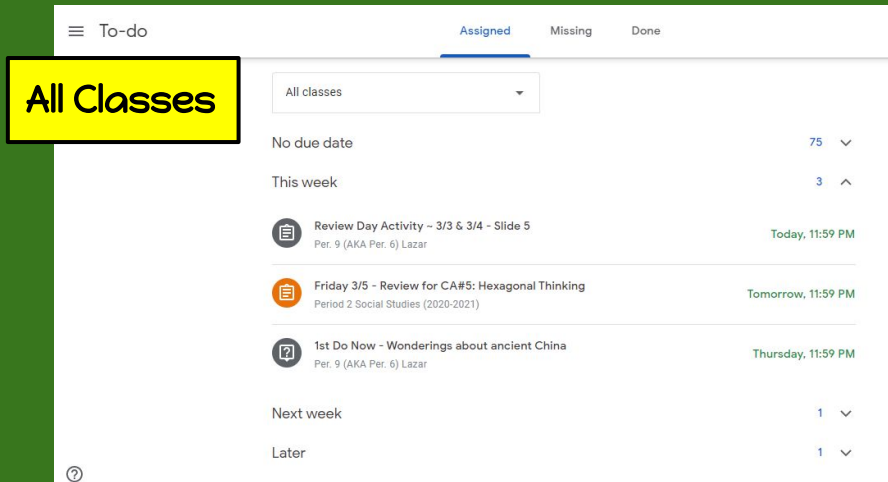 To-do
Assigned Missing Done
All Classes
All classes
No due date 75
This week 3
Review Day Activity ~ 3/3 & 3/4 - Slide 5
Per. 9 (AKA Per. 6) Lazar
Today, 11:59 PM
Friday 3/5 - Review for CA#5: Hexagonal Thinking
Period 2 Social Studies (2020-2021)
Tomorrow, 11:59 PM
1st Do Now - Wonderings about ancient China
Per. 9 (AKA Per. 6) Lazar
Thursday, 11:59 PM
Next week 1
Later 1